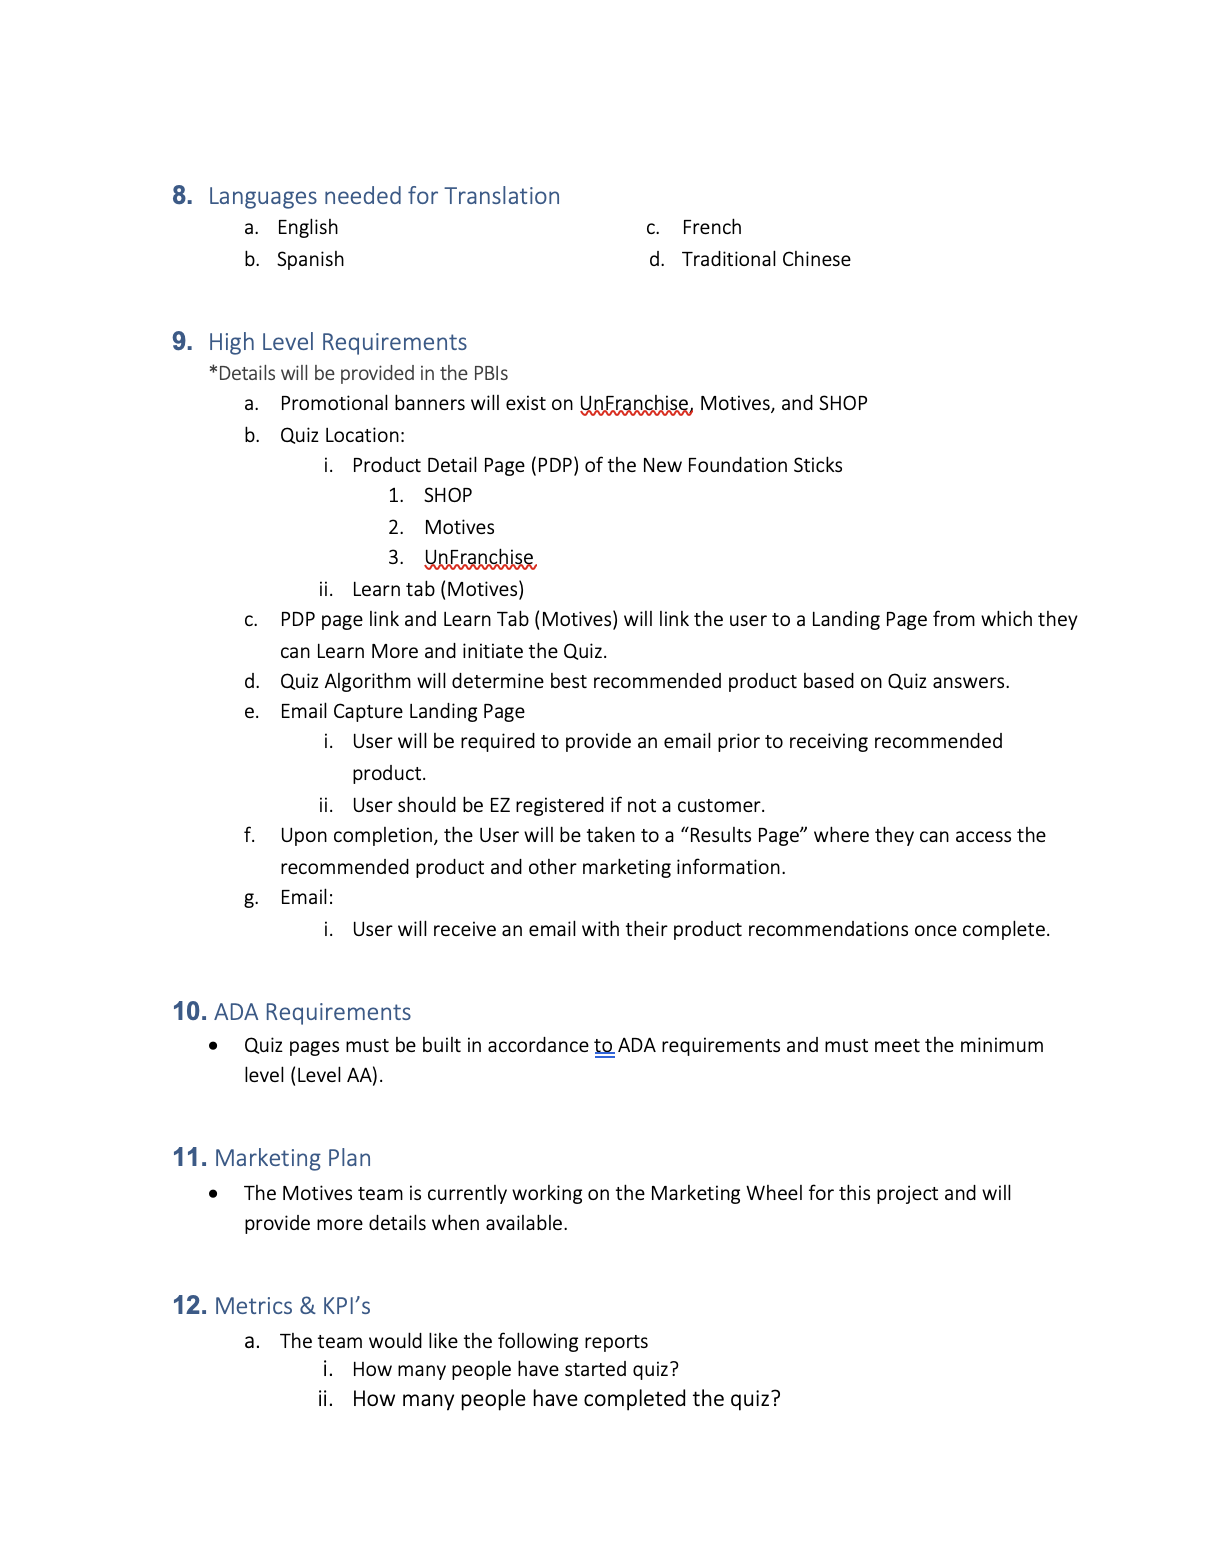 8. Languages needed for Translation
a. English
b. Spanish
c. French
d. Traditional Chinese
9. High Level Requirements
*Details will be provided in the PBIs
a. Promotional banners will exist on UnFranchise, Motives, and SHOP
b. Quiz Location:
i. Product Detail Page (PDP) of the New Foundation Sticks
1. SHOP
2. Motives
3. UnFranchise
ii. Learn tab (Motives)
c. PDP page link and Learn Tab (Motives) will link the user to a Landing Page from which they
can Learn More and initiate the Quiz.
d. Quiz Algorithm will determine best recommended product based on Quiz answers.
e. Email Capture Landing Page
i. User will be required to provide an email prior to receiving recommended
product.
ii. User should be EZ registered if not a customer.
f. Upon completion, the User will be taken to a “Results Page” where they can access the
recommended product and other marketing information.
g. Email:
i. User will receive an email with their product recommendations once complete.
10. ADA Requirements
• Quiz pages must be built in accordance to ADA requirements and must meet the minimum
level (Level AA).
11. Marketing Plan
• The Motives team is currently working on the Marketing Wheel for this project and will
provide more details when available.
12. Metrics & KPI’s
a. The team would like the following reports
i. How many people have started quiz?
ii. How many people have completed the quiz?